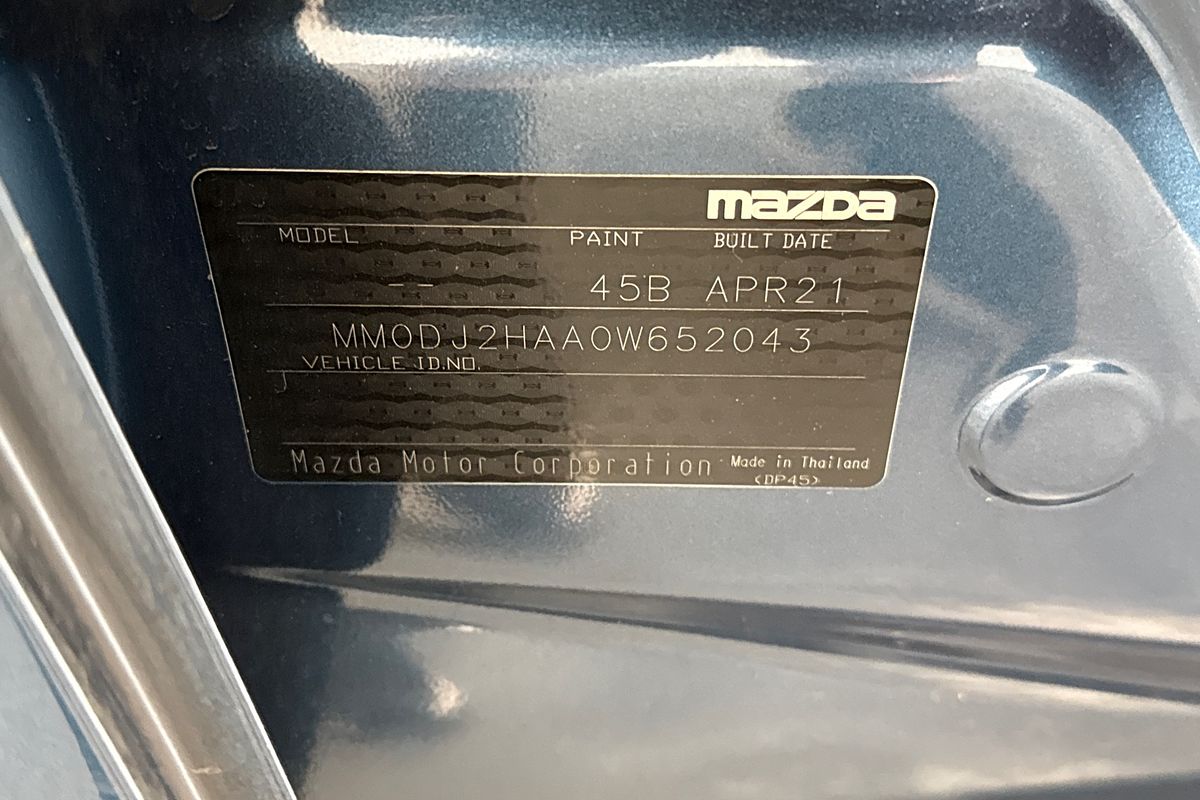 mazda
MODEL PAINT BUILT DATE
-- 45B APR21
MM0DJ2HAA0W652043
VEHICLE ID.NO.
J
Mazda Motor Corporation Made in Thailand
<DP45>